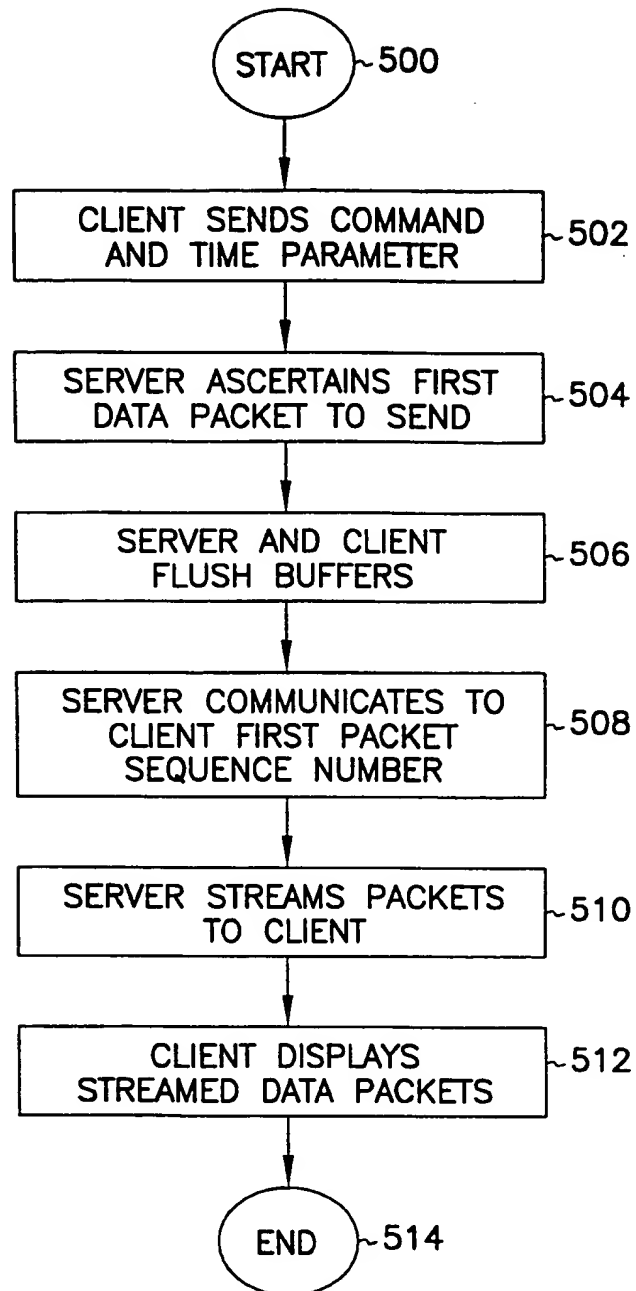 START 500
CLIENT SENDS COMMAND
AND TIME PARAMETER 502
SERVER ASCERTAINS FIRST
DATA PACKET TO SEND 504
SERVER AND CLIENT
FLUSH BUFFERS 506
SERVER COMMUNICATES TO
CLIENT FIRST PACKET 508
SEQUENCE NUMBER
SERVER STREAMS PACKETS 510
TO CLIENT
CLIENT DISPLAYS 512
STREAMED DATA PACKETS
END 514